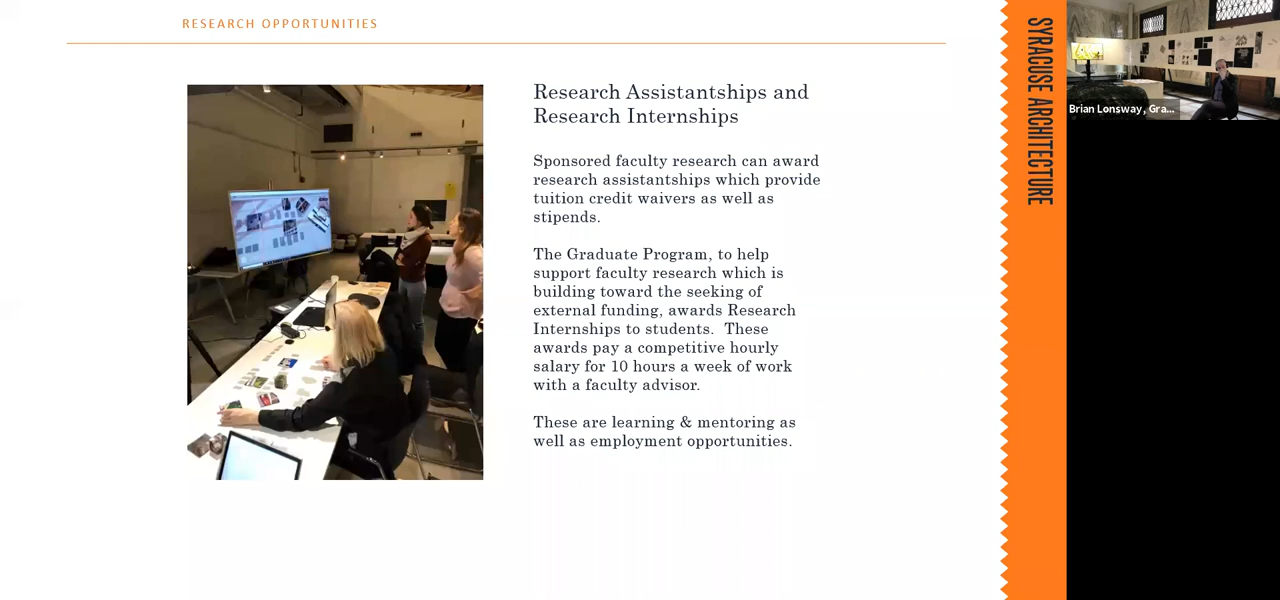 RESEARCH OPPORTUNITIES
Research Assistantships and
Research Internships
Sponsored faculty research can award
research assistantships which provide
tuition credit waivers as well as
stipends.
The Graduate Program, to help
support faculty research which is
building toward the seeking of
external funding, awards Research
Internships to students.  These
awards pay a competitive hourly
salary for 10 hours a week of work
with a faculty advisor.
These are learning & mentoring as
well as employment opportunities.
SYRACUSE ARCHITECTURE
Brian Lonsway, Gra...